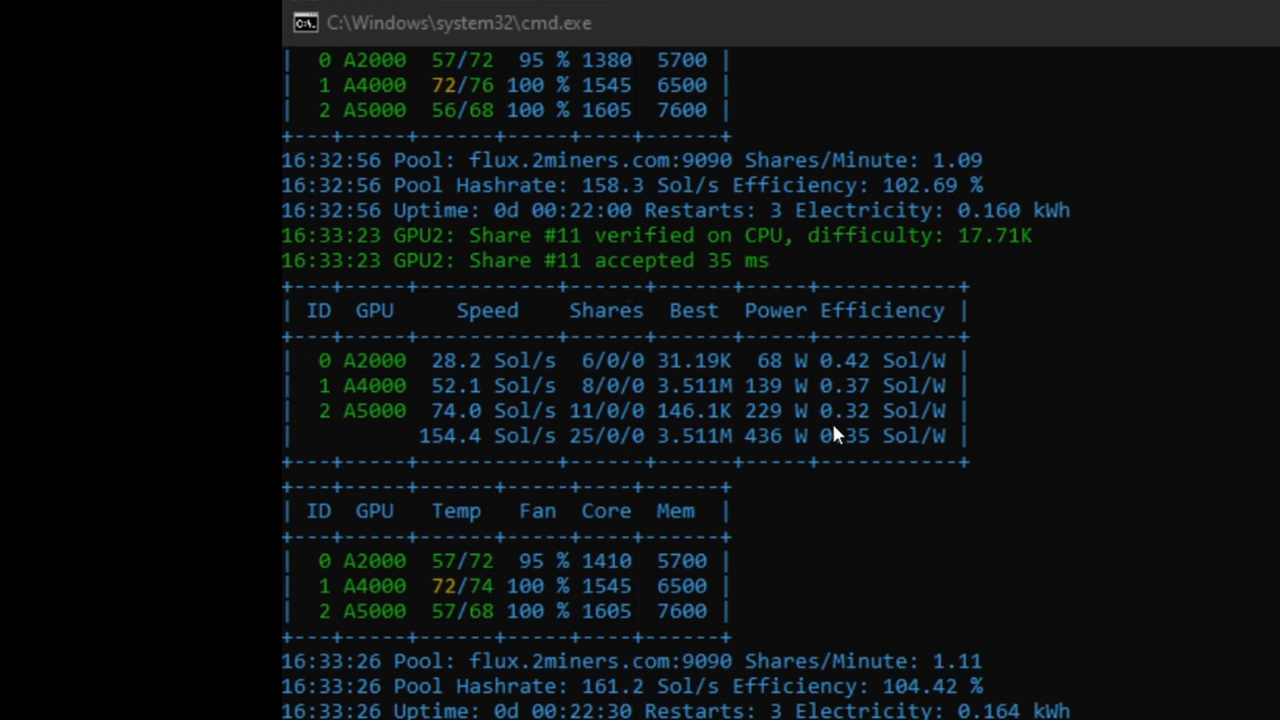 C:\Windows\system32\cmd.exe
|  0 A2000  57/72  95 % 1380  5700 |
|  1 A4000  72/76 100 % 1545  6500 |
|  2 A5000  56/68 100 % 1605  7600 |
+---+-----+------+-----+----+------+
16:32:56 Pool: flux.2miners.com:9090 Shares/Minute: 1.09
16:32:56 Pool Hashrate: 158.3 Sol/s Efficiency: 102.69 %
16:32:56 Uptime: 0d 00:22:00 Restarts: 3 Electricity: 0.160 kWh
16:33:23 GPU2: Share #11 verified on CPU, difficulty: 17.71K
16:33:23 GPU2: Share #11 accepted 35 ms
+---+-----+-----------+------+------+-----+-----------+
| ID  GPU     Speed    Shares  Best  Power Efficiency |
+---+-----+-----------+------+------+-----+-----------+
|  0 A2000  28.2 Sol/s  6/0/0 31.19K  68 W 0.42 Sol/W |
|  1 A4000  52.1 Sol/s  8/0/0 3.511M 139 W 0.37 Sol/W |
|  2 A5000  74.0 Sol/s 11/0/0 146.1K 229 W 0.32 Sol/W |
|          154.4 Sol/s 25/0/0 3.511M 436 W 0.35 Sol/W |
+---+-----+-----------+------+------+-----+-----------+
+---+-----+------+-----+----+------+
| ID  GPU   Temp   Fan  Core  Mem  |
+---+-----+------+-----+----+------+
|  0 A2000  57/72  95 % 1410  5700 |
|  1 A4000  72/74 100 % 1545  6500 |
|  2 A5000  57/68 100 % 1605  7600 |
+---+-----+------+-----+----+------+
16:33:26 Pool: flux.2miners.com:9090 Shares/Minute: 1.11
16:33:26 Pool Hashrate: 161.2 Sol/s Efficiency: 104.42 %
16:33:26 Uptime: 0d 00:22:30 Restarts: 3 Electricity: 0.164 kWh